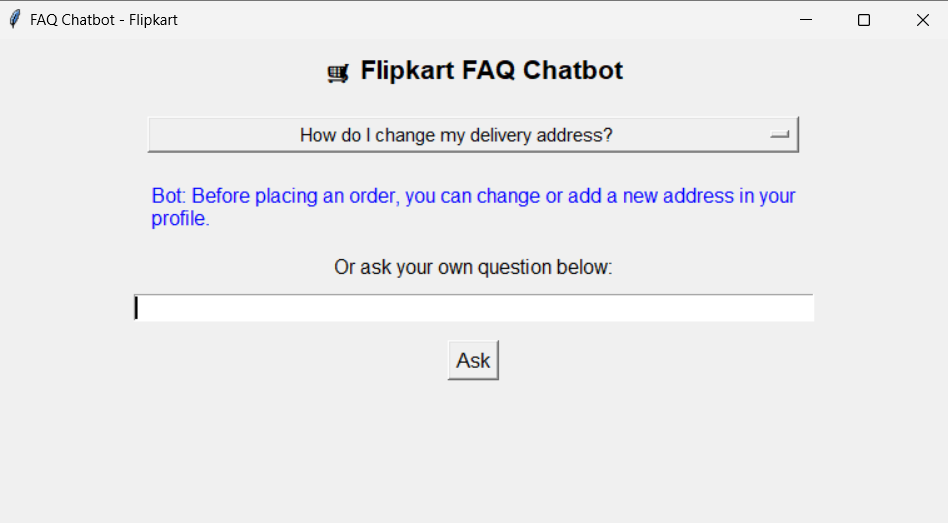 FAQ Chatbot - Flipkart
🛒 Flipkart FAQ Chatbot
How do I change my delivery address?
Bot: Before placing an order, you can change or add a new address in your
profile.
Or ask your own question below:
Ask